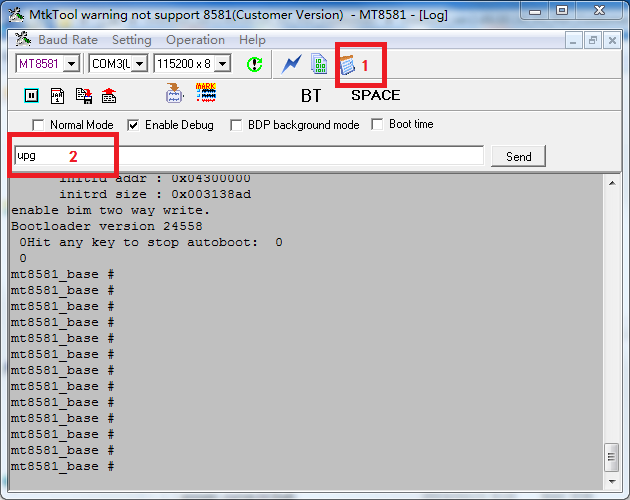 MtkTool warning not support 8581(Customer Version) - MT8581 - [Log]
Baud Rate Setting Operation Help
MT8581 COM3(L 115200 x 8 1
MARK BT SPACE
Normal Mode Enable Debug BDP background mode Boot time
upg 2 Send
initrd addr : 0x04300000
initrd size : 0x003138ad
enable bim two way write.
Bootloader version 24558
0Hit any key to stop autoboot: 0
0
mt8581_base #
mt8581_base #
mt8581_base #
mt8581_base #
mt8581_base #
mt8581_base #
mt8581_base #
mt8581_base #
mt8581_base #
mt8581_base #
mt8581_base #
mt8581_base #
mt8581_base #